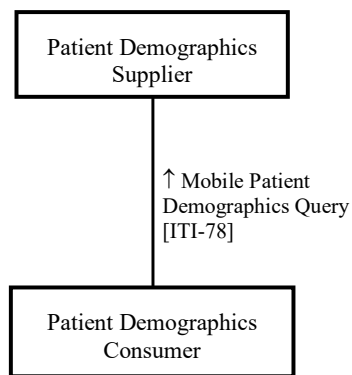 Patient Demographics
Supplier
↑ Mobile Patient
Demographics Query
[ITI-78]
Patient Demographics
Consumer